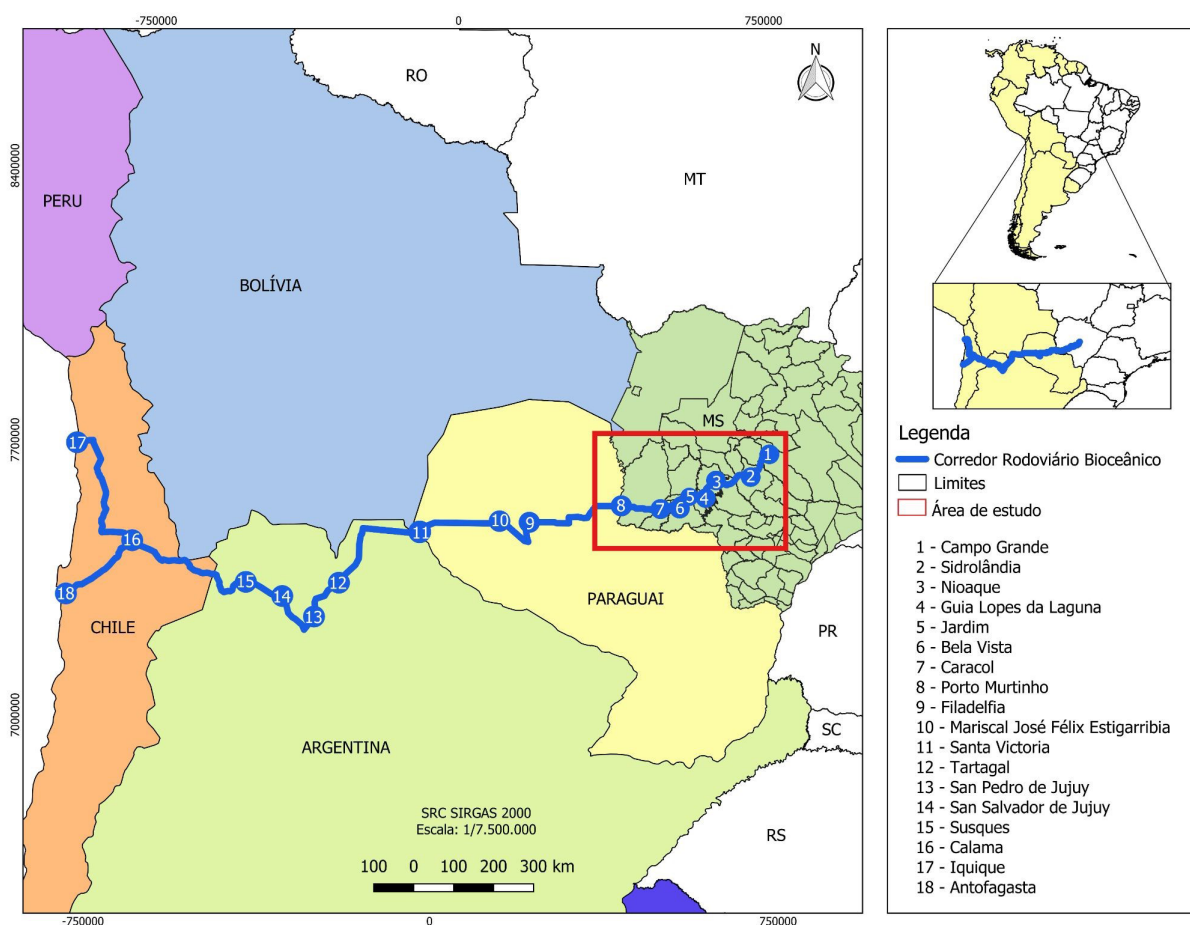 -750000
0
750000
8400000
7700000
7000000
N
RO
MT
PERU
BOLÍVIA
MS
1
2
3
4
5
6
7
8
9
10
11
12
13
14
15
16
17
18
CHILE
PARAGUAI
ARGENTINA
PR
SC
RS
SRC SIRGAS 2000
Escala: 1/7.500.000
100 0 100 200 300 km
-750000
0
750000
Legenda
Corredor Rodoviário Bioceânico
Limites
Área de estudo
1 - Campo Grande
2 - Sidrolândia
3 - Nioaque
4 - Guia Lopes da Laguna
5 - Jardim
6 - Bela Vista
7 - Caracol
8 - Porto Murtinho
9 - Filadelfia
10 - Mariscal José Félix Estigarribia
11 - Santa Victoria
12 - Tartagal
13 - San Pedro de Jujuy
14 - San Salvador de Jujuy
15 - Susques
16 - Calama
17 - Iquique
18 - Antofagasta